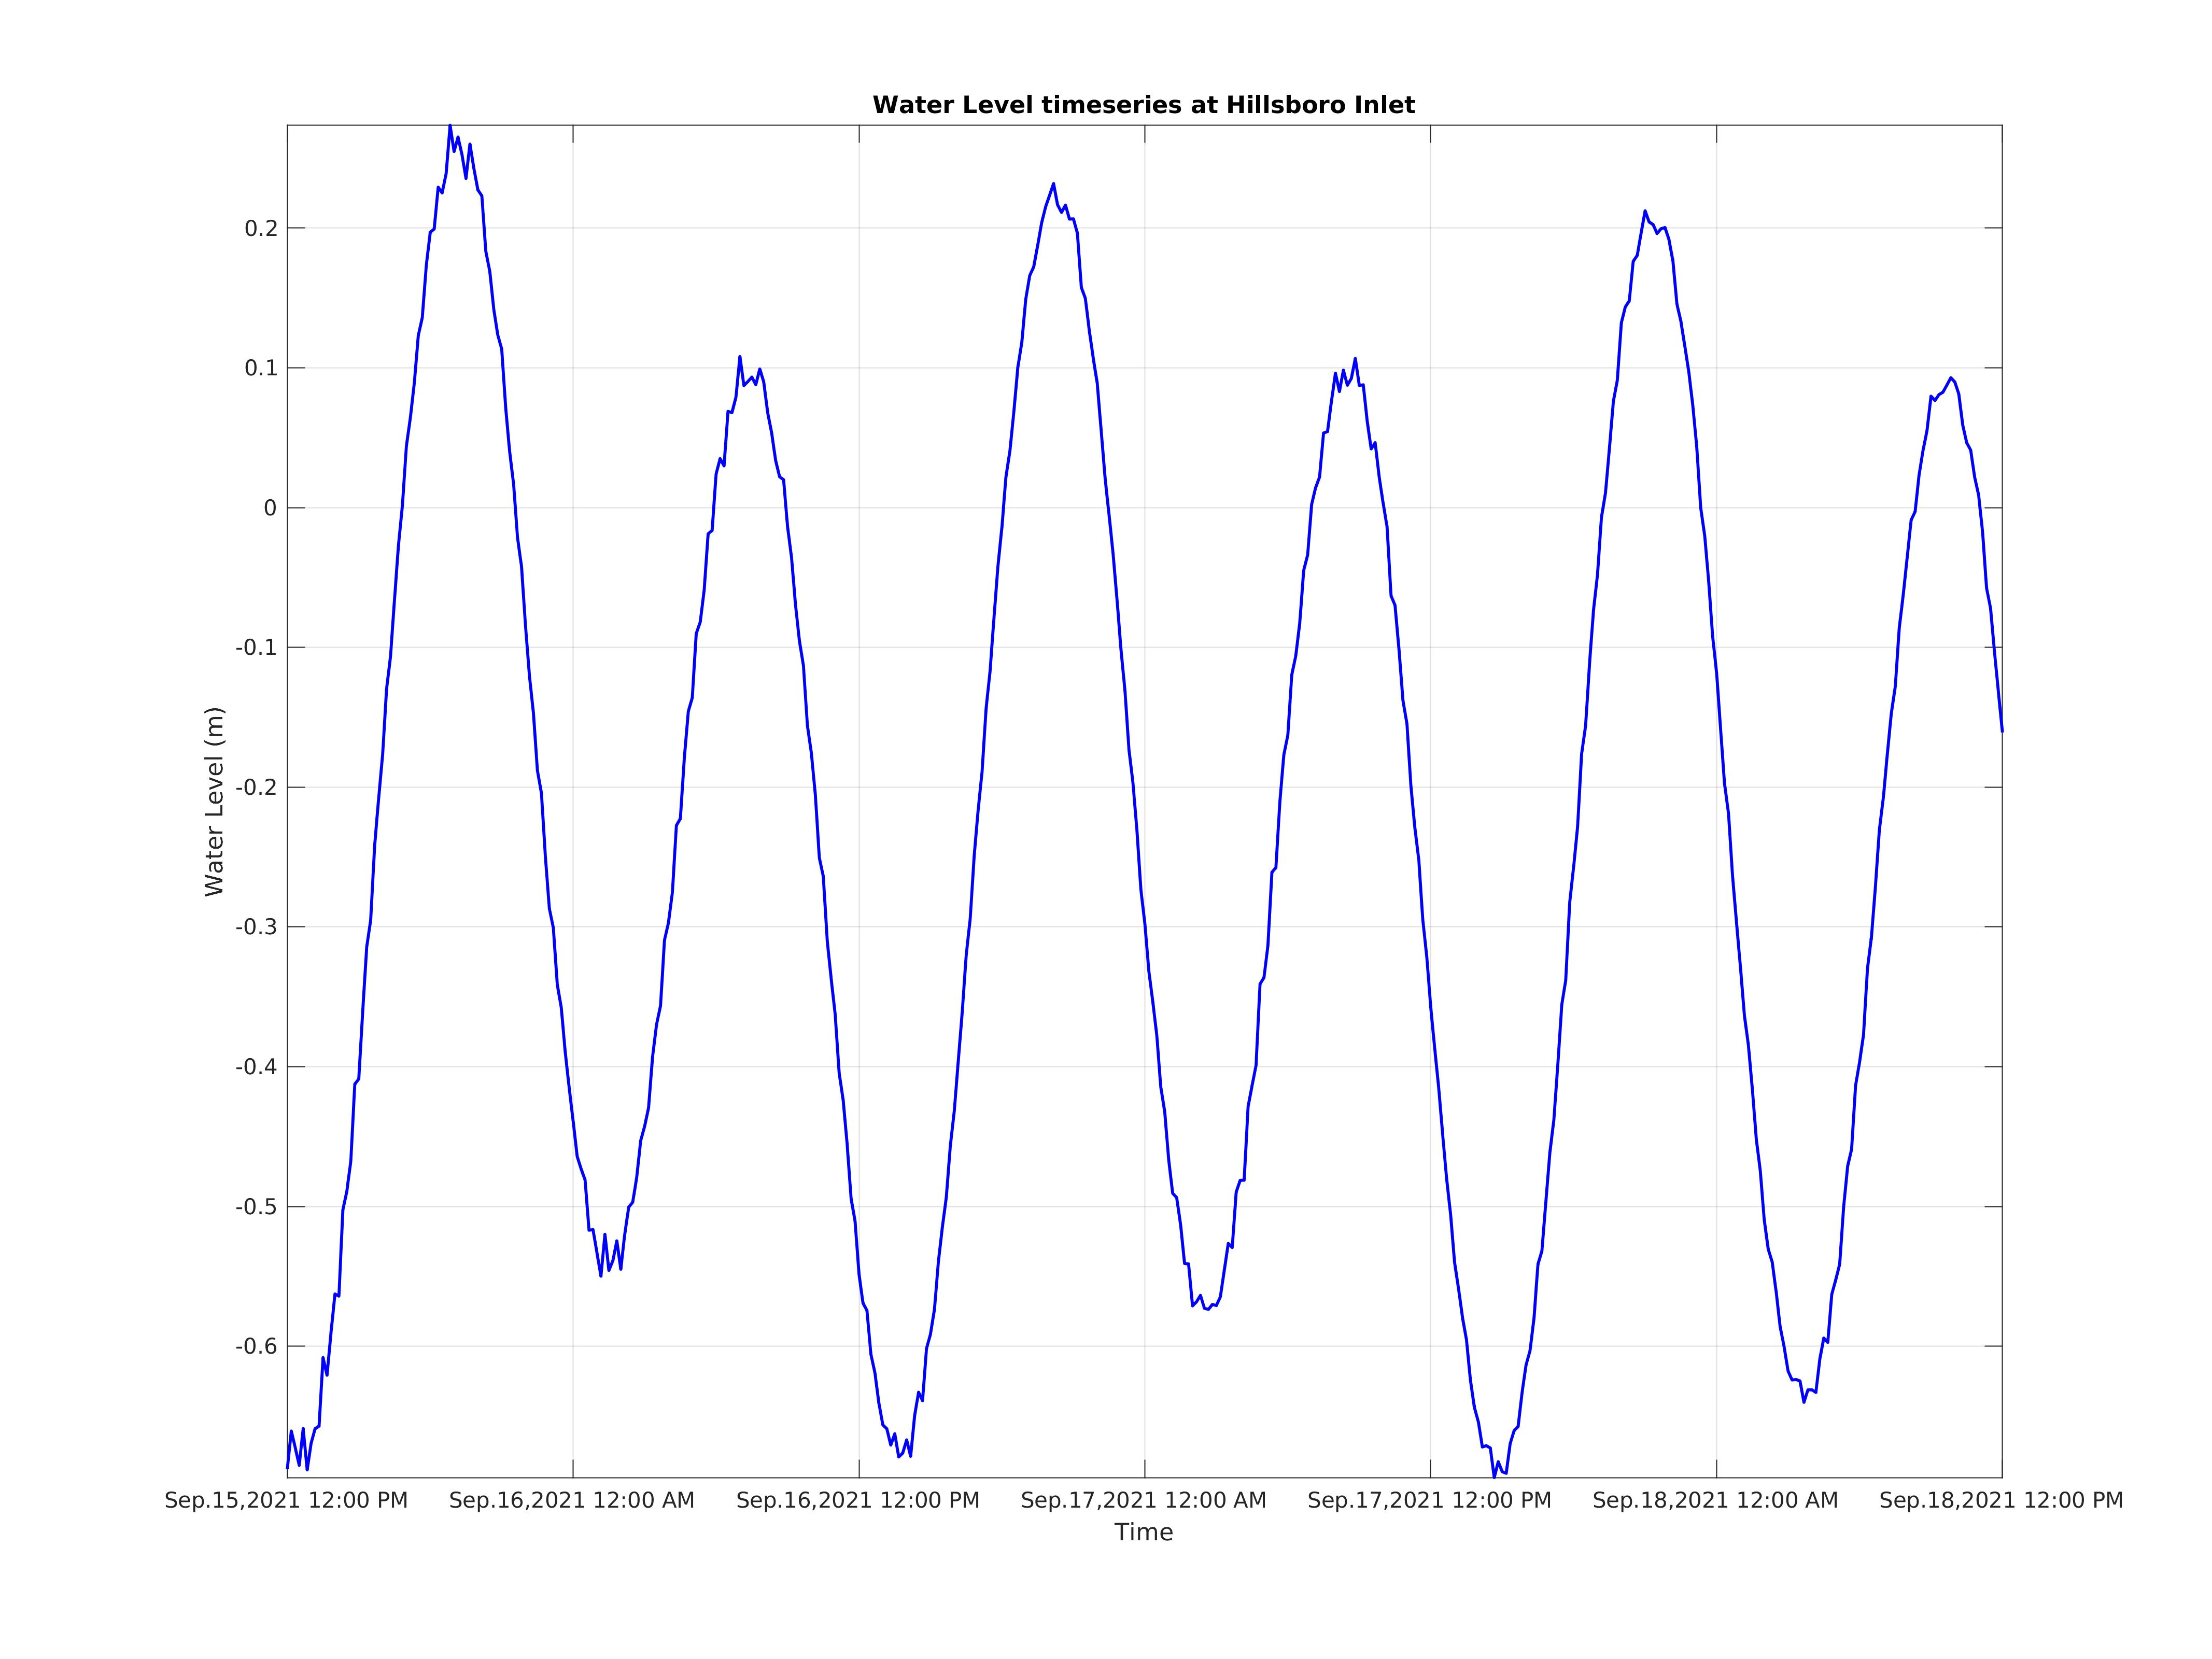 Water Level timeseries at Hillsboro Inlet
0.2
0.1
0
-0.1
-0.2
-0.3
-0.4
-0.5
-0.6
Water Level (m)
Sep.15,2021 12:00 PM
Sep.16,2021 12:00 AM
Sep.16,2021 12:00 PM
Sep.17,2021 12:00 AM
Sep.17,2021 12:00 PM
Sep.18,2021 12:00 AM
Sep.18,2021 12:00 PM
Time